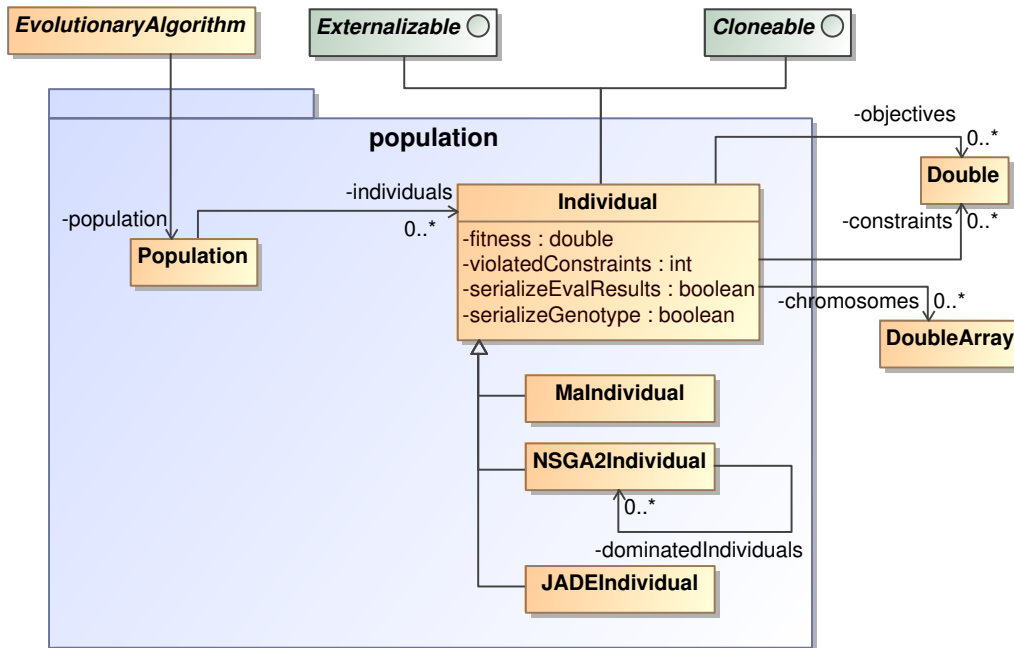 EvolutionaryAlgorithm
Externalizable
Cloneable
population
-objectives
0..*
Double
-individuals
0..*
Individual
-population
-constraints
0..*
Population
-fitness : double
-violatedConstraints : int
-serializeEvalResults : boolean
-serializeGenotype : boolean
-chromosomes
0..*
DoubleArray
MaIndividual
NSGA2Individual
0..*
-dominatedIndividuals
JADEIndividual